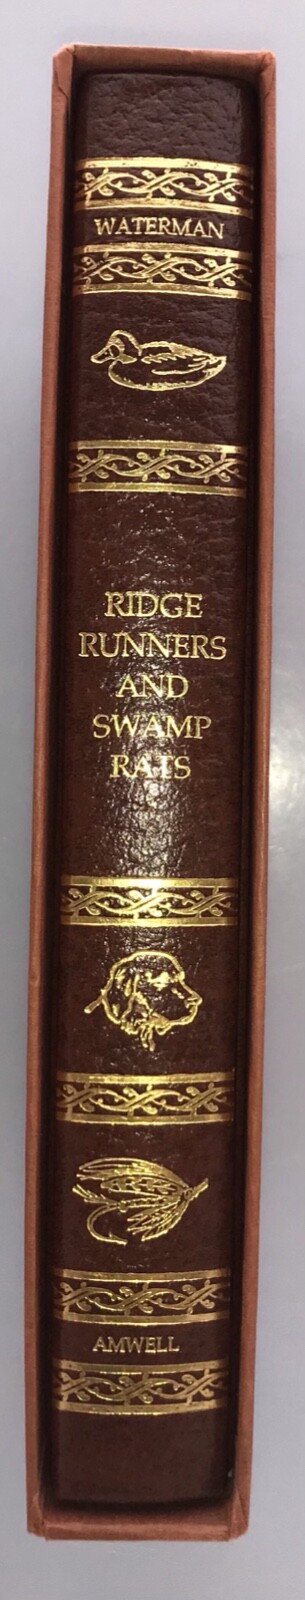 WATERMAN
RIDGE
RUNNERS
AND
SWAMP
RATS
AMWELL